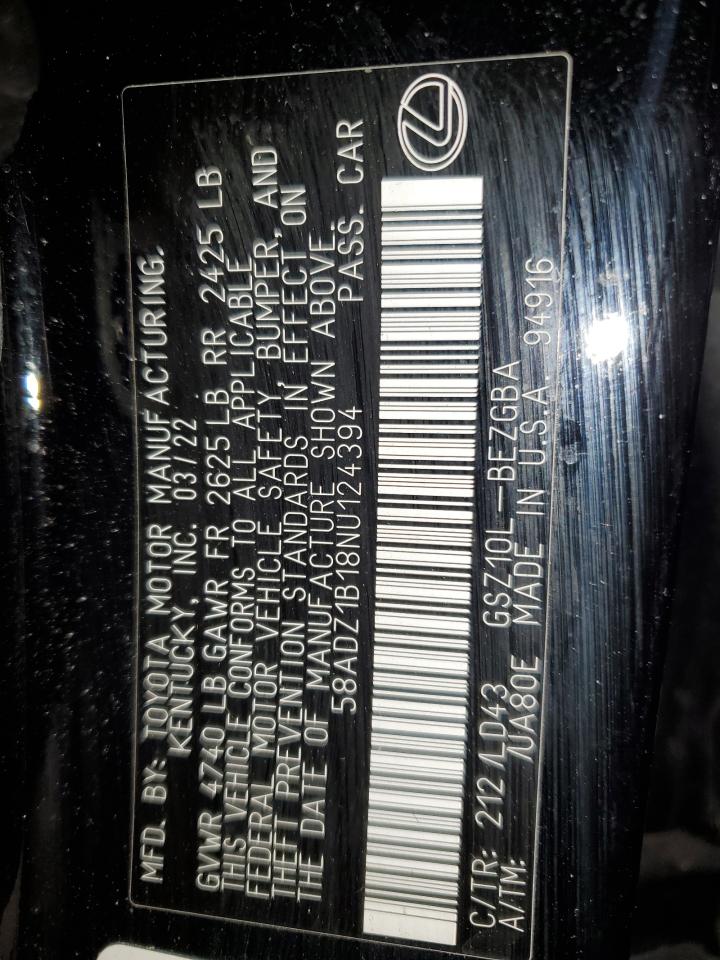 MFD. BY: TOYOTA MOTOR MANUFACTURING.
KENTUCKY, INC. 03/22
GVWR 4740 LB GAWR FR 2625 LB RR 2425 LB
THIS VEHICLE CONFORMS TO ALL APPLICABLE
FEDERAL MOTOR VEHICLE SAFETY, BUMPER, AND
THEFT PREVENTION STANDARDS IN EFFECT ON
THE DATE OF MANUFACTURE SHOWN ABOVE.
58ADZ1B18NU124394 PASS. CAR
C/TR: 212 /LD43 GSZ10L-BEZGBA
A/TM: /UA80E MADE IN U.S.A. 94916